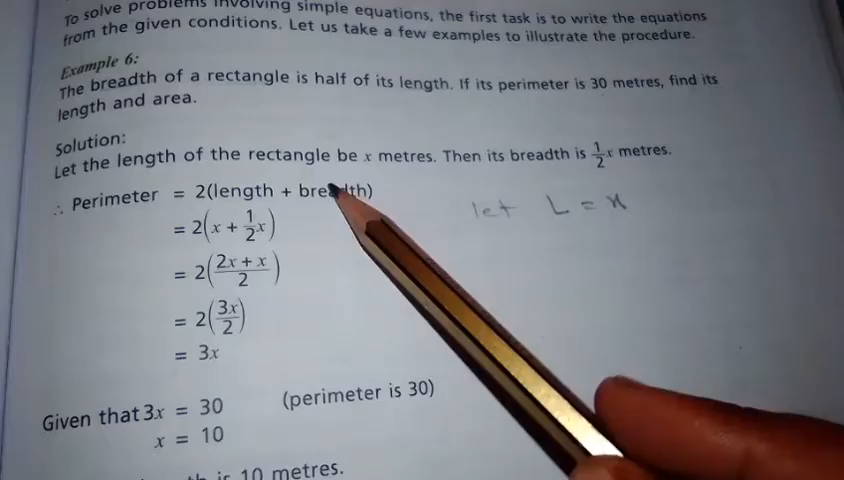 To solve problems involving simple equations, the first task is to write the equations
from the given conditions. Let us take a few examples to illustrate the procedure.
Example 6:
The breadth of a rectangle is half of its length. If its perimeter is 30 metres, find its
length and area.
Solution:
Let the length of the rectangle be x metres. Then its breadth is 1/2 x metres.
∴ Perimeter = 2(length + breadth)
let L = x
= 2(x + 1/2 x)
= 2((2x + x)/2)
= 2(3x/2)
= 3x
Given that 3x = 30 (perimeter is 30)
x = 10
is 10 metres.